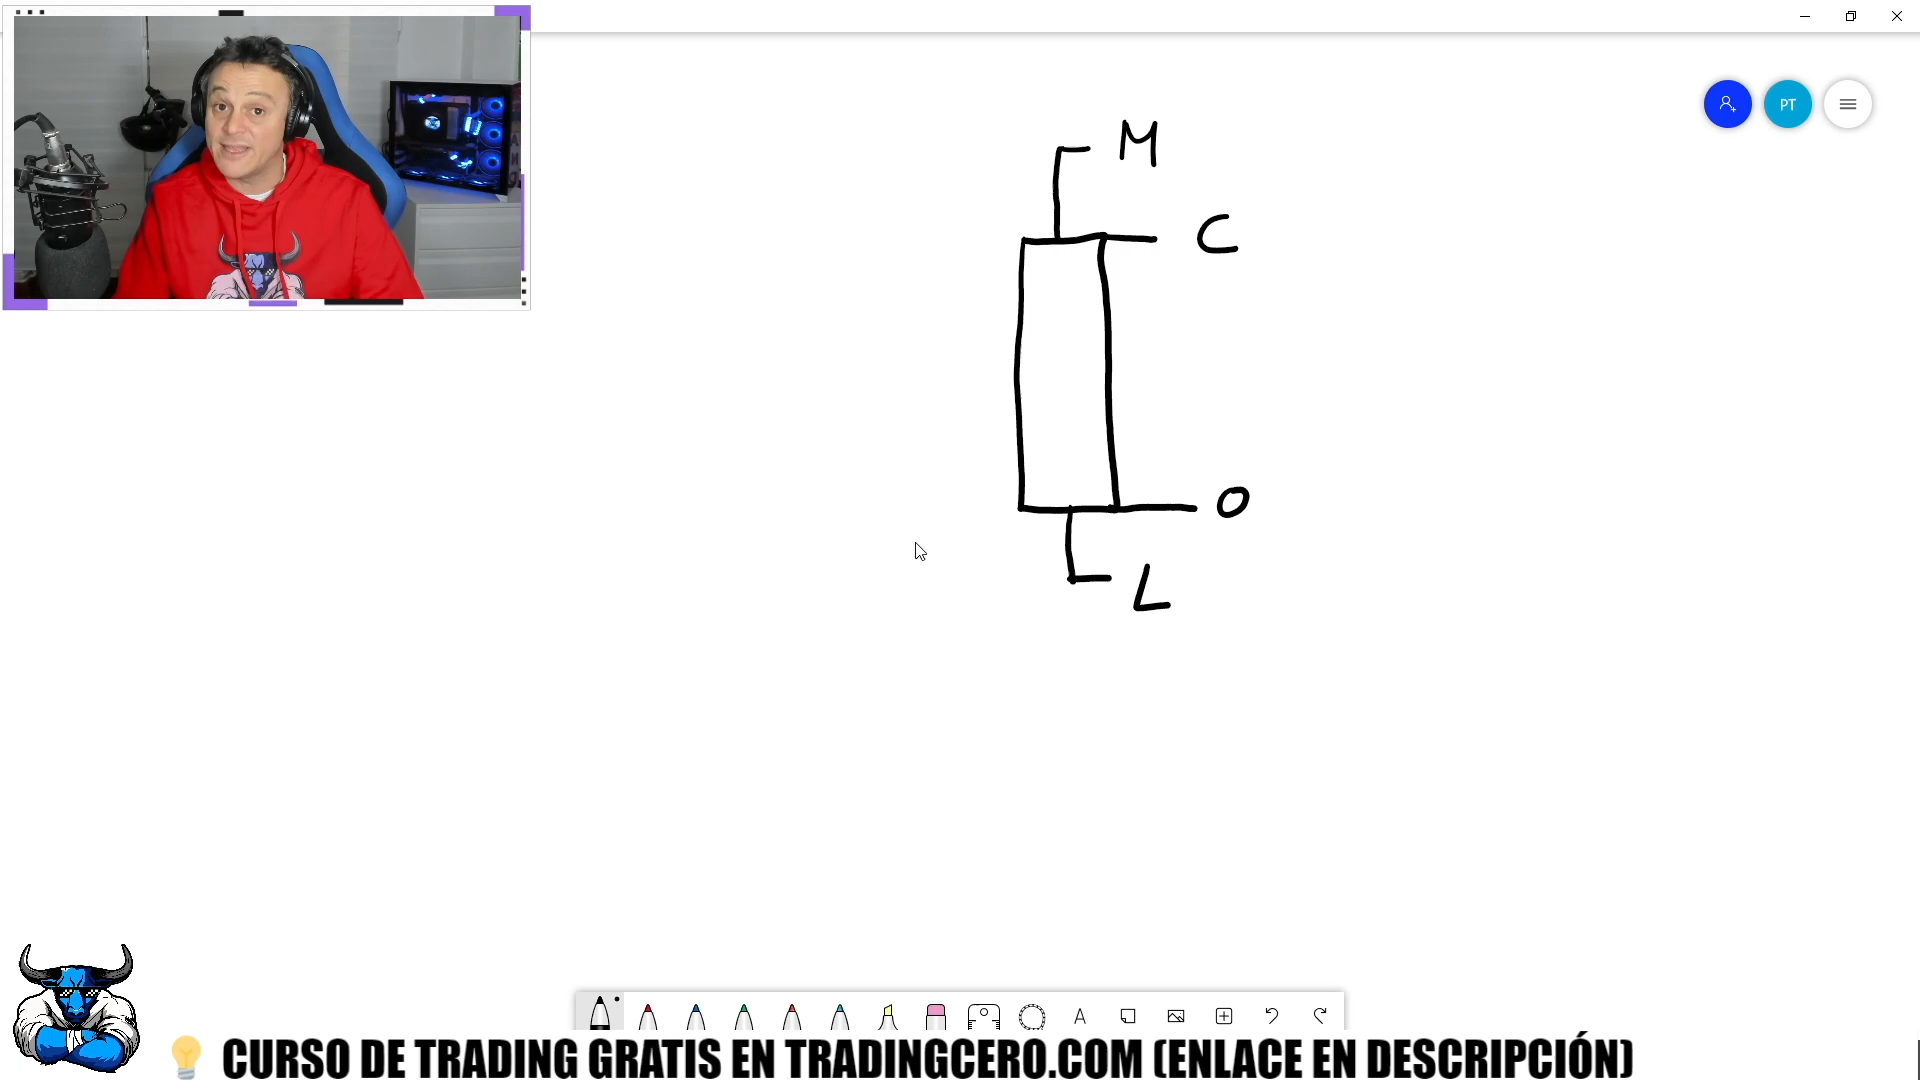 M
PT
C
O
L
A
CURSO DE TRADING GRATIS EN TRADINGCERO.COM (ENLACE EN DESCRIPCIÓN)